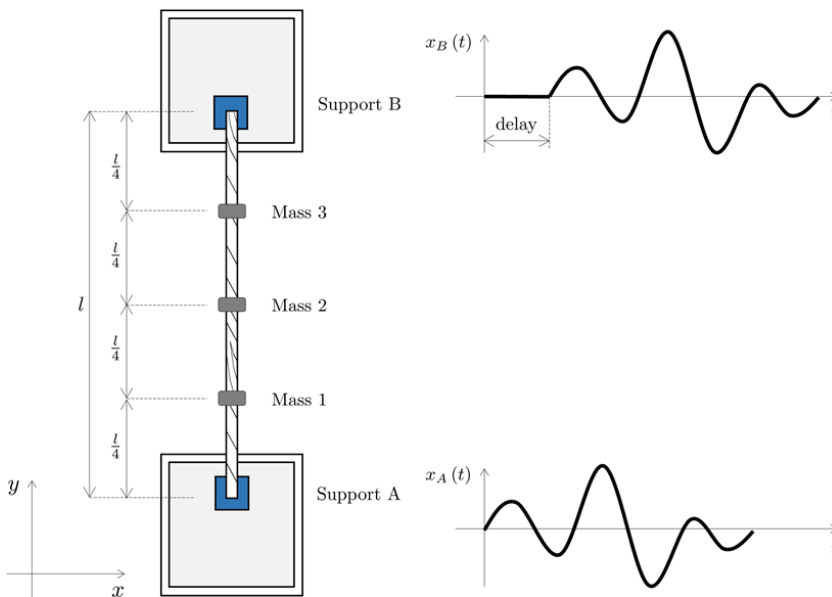 x_B (t)
Support B
delay
l/4
Mass 3
l/4
l
Mass 2
l/4
Mass 1
l/4
x_A (t)
Support A
y
x